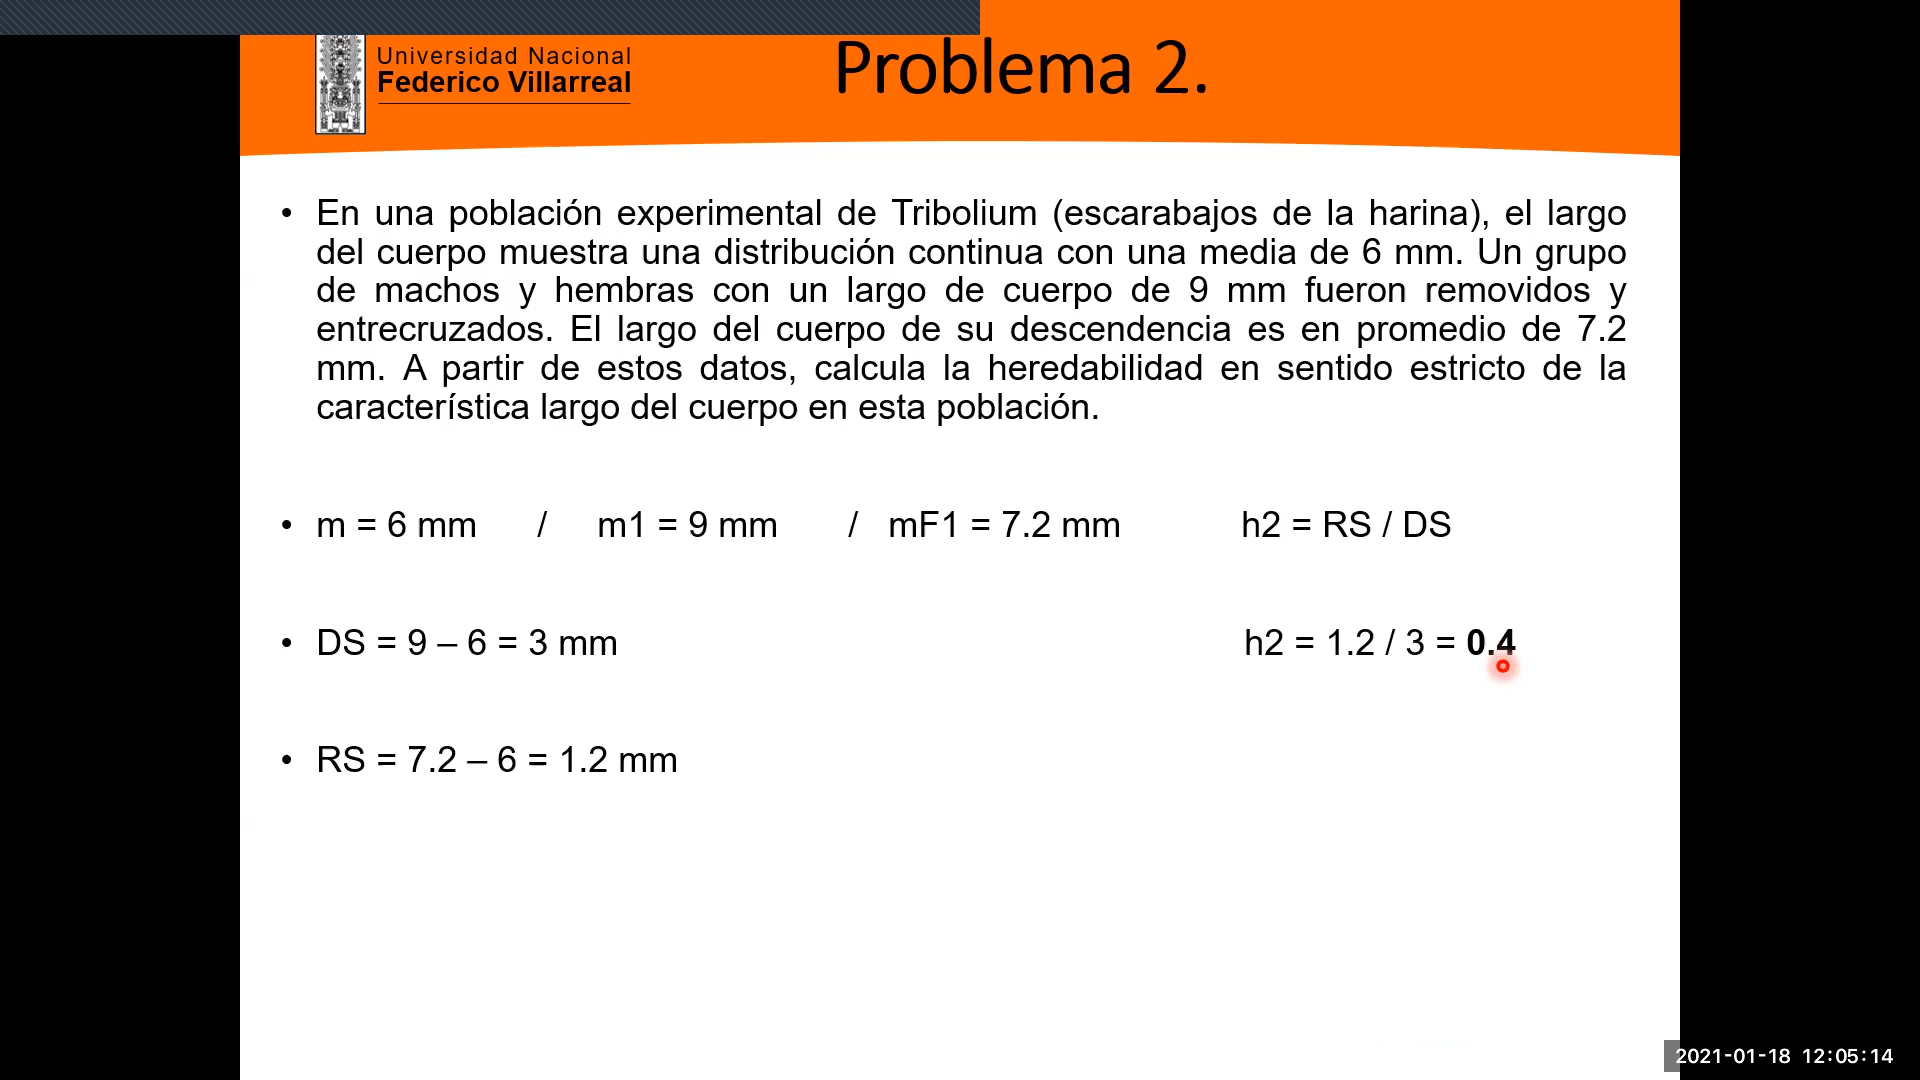 Universidad Nacional
Federico Villarreal
Problema 2.
• En una población experimental de Tribolium (escarabajos de la harina), el largo
del cuerpo muestra una distribución continua con una media de 6 mm. Un grupo
de machos y hembras con un largo de cuerpo de 9 mm fueron removidos y
entrecruzados. El largo del cuerpo de su descendencia es en promedio de 7.2
mm. A partir de estos datos, calcula la heredabilidad en sentido estricto de la
característica largo del cuerpo en esta población.
• m = 6 mm / m1 = 9 mm / mF1 = 7.2 mm h2 = RS / DS
• DS = 9 – 6 = 3 mm h2 = 1.2 / 3 = 0.4
• RS = 7.2 – 6 = 1.2 mm
2021-01-18 12:05:14